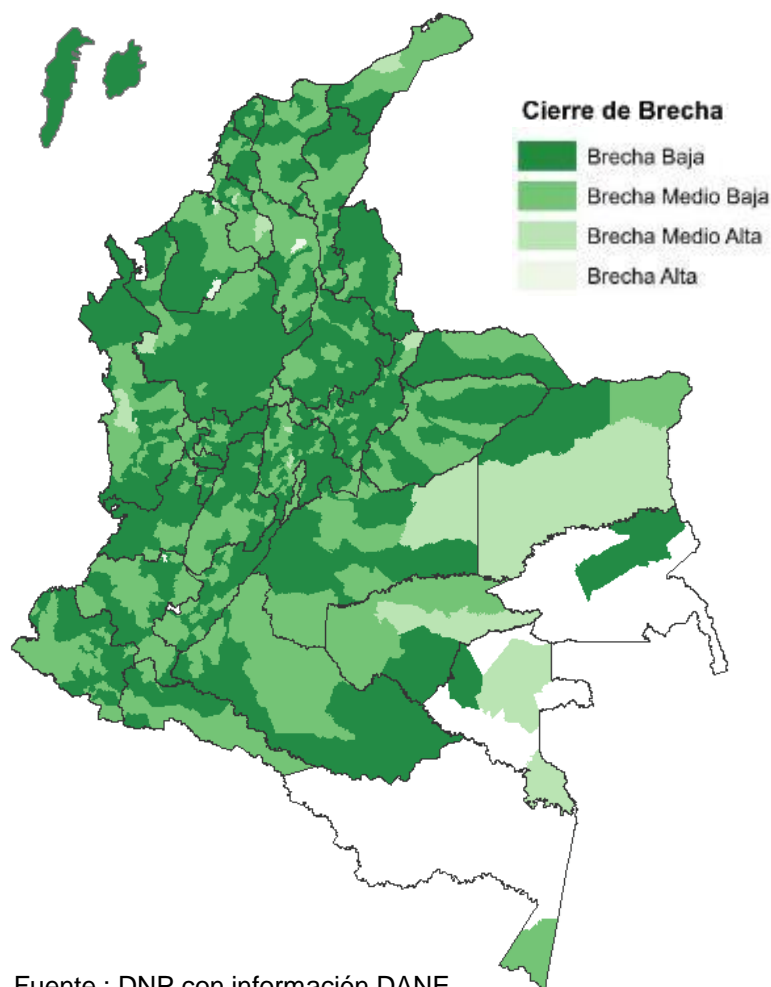 Cierre de Brecha
Brecha Baja
Brecha Medio Baja
Brecha Medio Alta
Brecha Alta
Fuente : DNP con información DANE